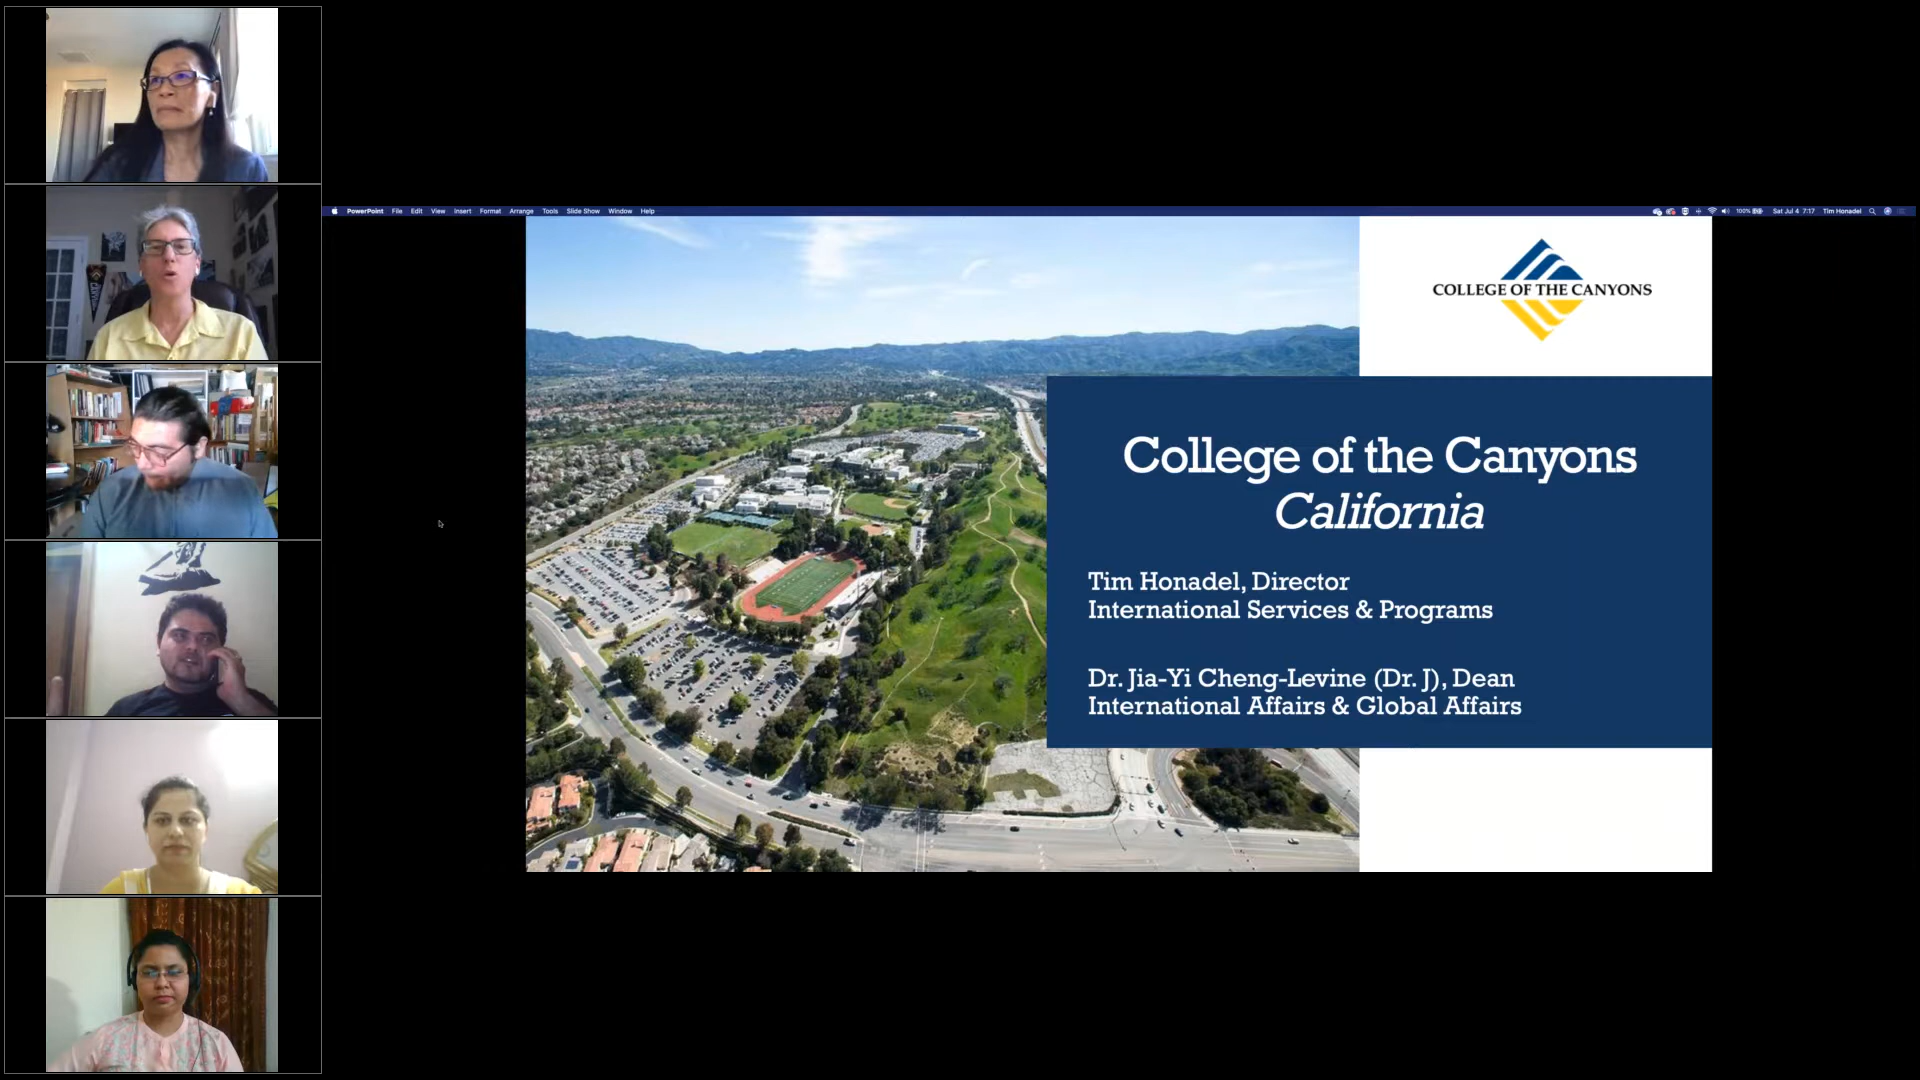 PowerPoint File Edit View Insert Format Arrange Tools Slide Show Window Help
100% Sat Jul 4 7:17 Tim Honadel
COLLEGE OF THE CANYONS
College of the Canyons
California
Tim Honadel, Director
International Services & Programs
Dr. Jia-Yi Cheng-Levine (Dr. J), Dean
International Affairs & Global Affairs